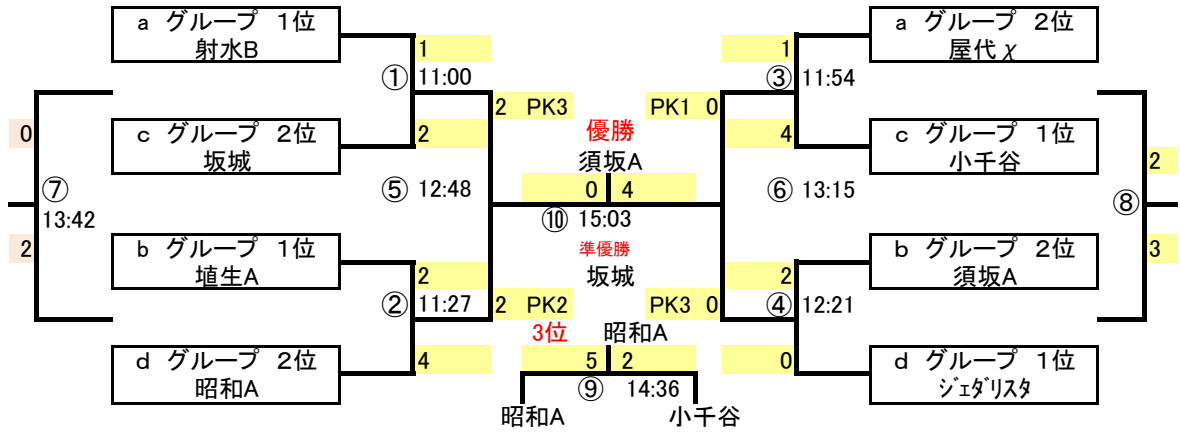 a グループ 1位
射水B
a グループ 2位
屋代χ
1
1
① 11:00
③ 11:54
2 PK3
PK1 0
0
c グループ 2位
坂城
2
優勝
須坂A
4
c グループ 1位
小千谷
2
⑦
13:42
⑤ 12:48
0 4
⑥ 13:15
⑧
⑩ 15:03
2
b グループ 1位
埴生A
2
準優勝
坂城
2
b グループ 2位
須坂A
3
② 11:27
2 PK2
PK3 0
④ 12:21
3位 昭和A
d グループ 2位
昭和A
4
5 2
0
d グループ 1位
ジェダリスタ
⑨ 14:36
昭和A
小千谷